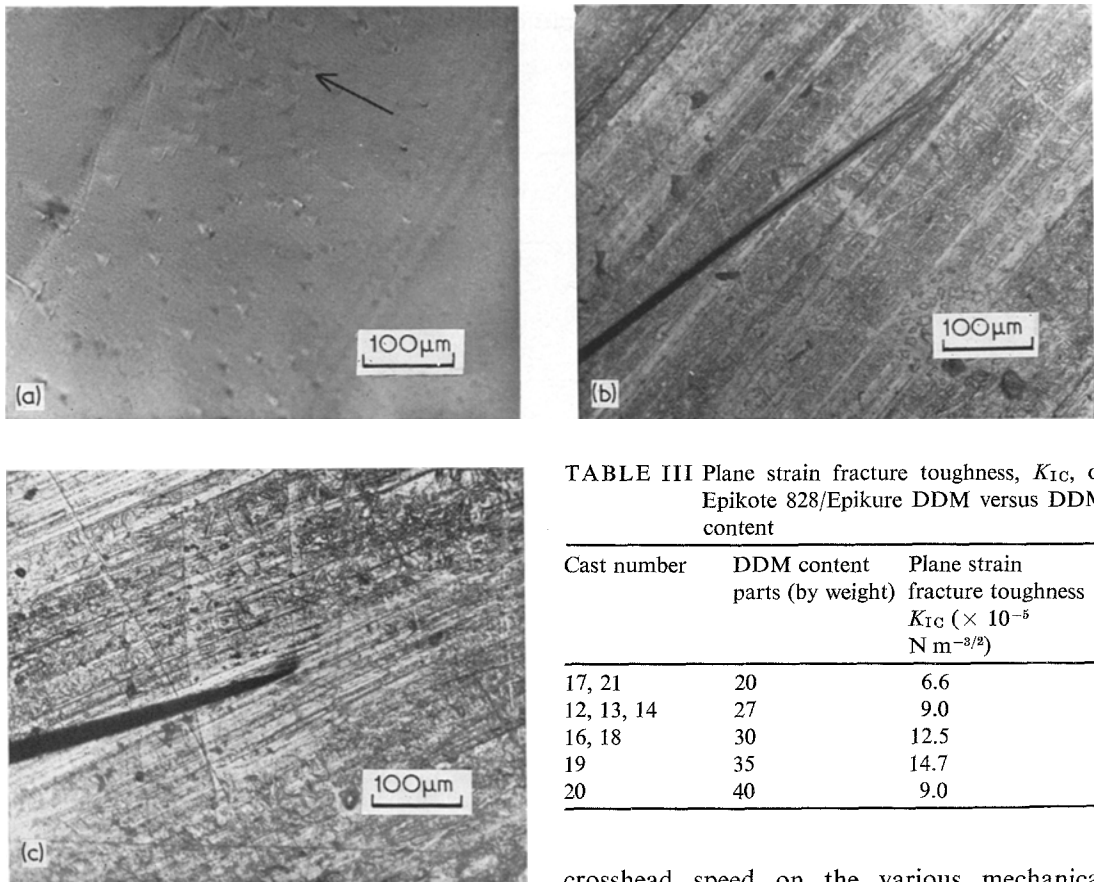 100μm
(a)
100μm
(b)
100μm
(c)
TABLE III Plane strain fracture toughness, KIC,
Epikote 828/Epikure DDM versus DDM
content
Cast number DDM content Plane strain
parts (by weight) fracture toughness
KIC (× 10⁻⁵
N m⁻³/²)
17, 21 20 6.6
12, 13, 14 27 9.0
16, 18 30 12.5
19 35 14.7
20 40 9.0
crosshead speed on the various